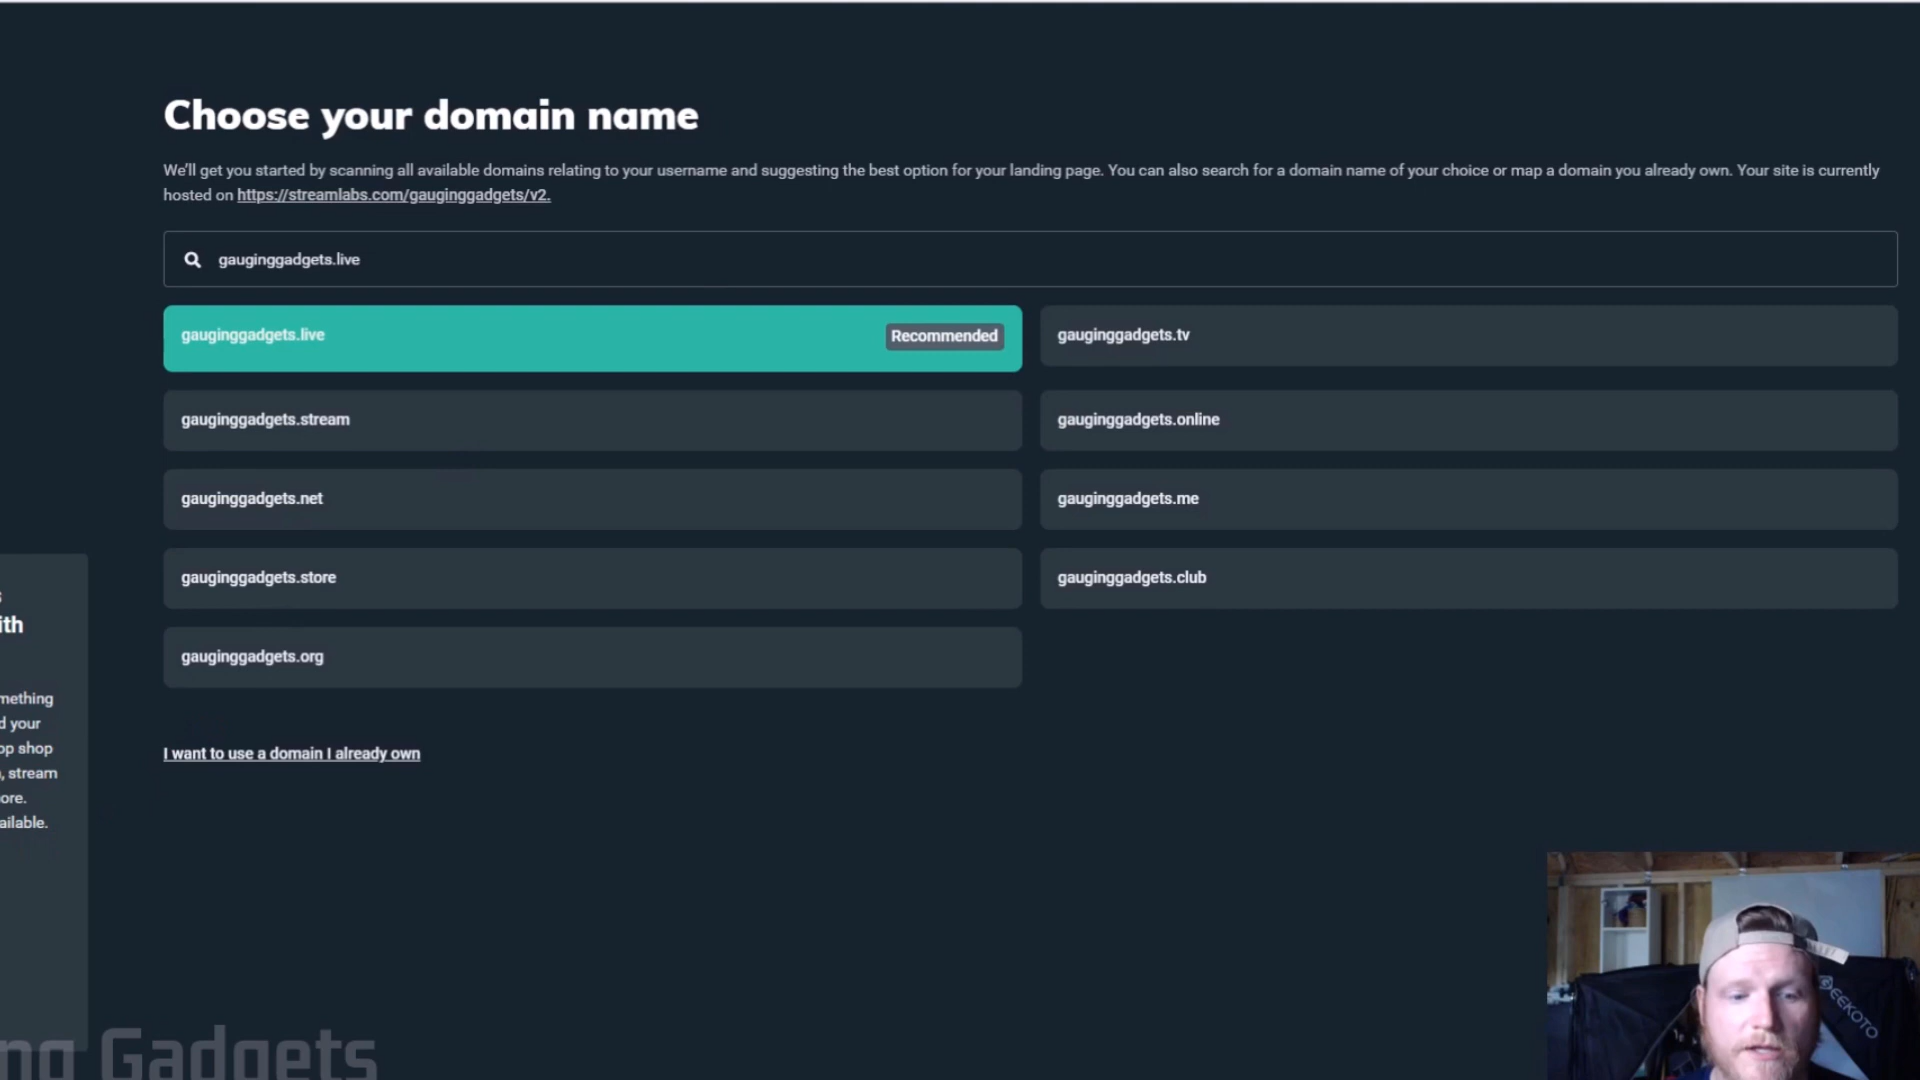 Choose your domain name
We'll get you started by scanning all available domains relating to your username and suggesting the best option for your landing page. You can also search for a domain name of your choice or map a domain you already own. Your site is currently
hosted on https://streamlabs.com/gauginggadgets/v2.
gauginggadgets.live
gauginggadgets.live
Recommended
gauginggadgets.tv
gauginggadgets.stream
gauginggadgets.online
gauginggadgets.net
gauginggadgets.me
gauginggadgets.store
gauginggadgets.club
gauginggadgets.org
I want to use a domain I already own
s
ith
mething
d your
op shop
, stream
ore.
ailable.
ng Gadgets
GEEKOTO